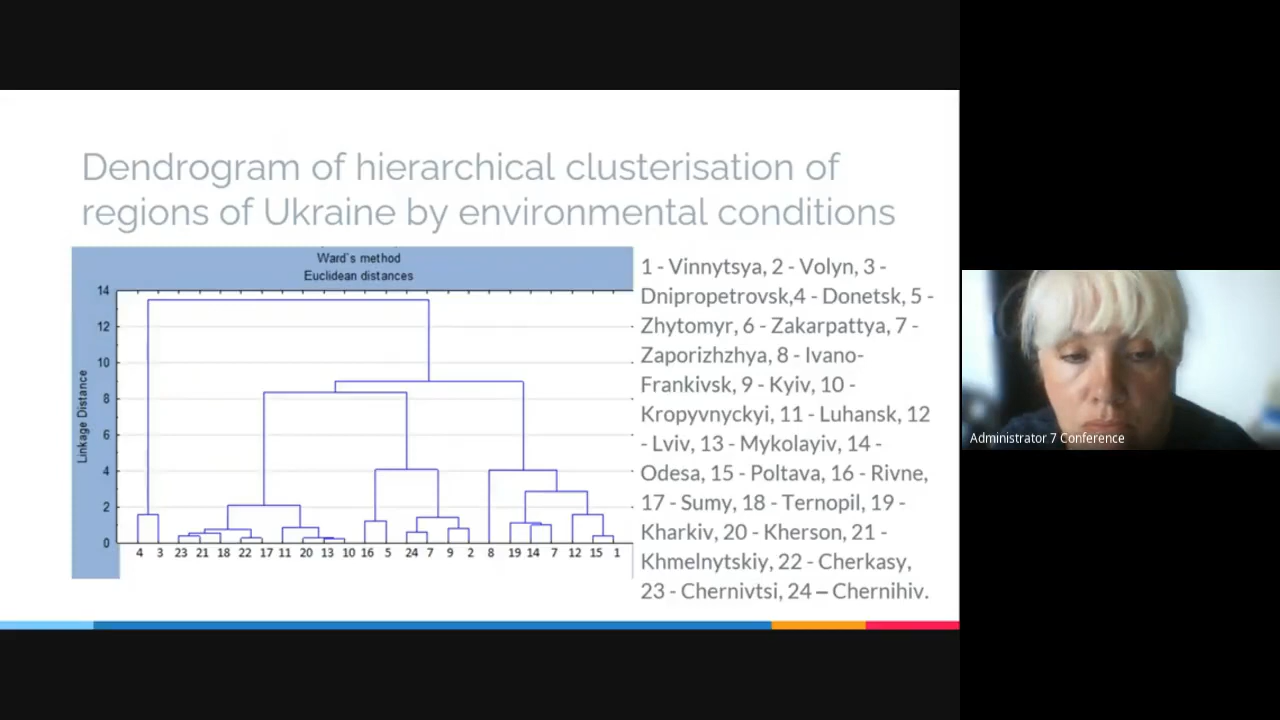 Dendrogram of hierarchical clusterisation of
regions of Ukraine by environmental conditions
Ward's method
Euclidean distances
Linkage Distance
14
12
10
8
6
4
2
0
4 3 23 21 18 22 17 11 20 13 10 16 5 24 7 9 2 8 19 14 7 12 15 1
1 - Vinnytsya, 2 - Volyn, 3 -
Dnipropetrovsk,4 - Donetsk, 5 -
Zhytomyr, 6 - Zakarpattya, 7 -
Zaporizhzhya, 8 - Ivano-
Frankivsk, 9 - Kyiv, 10 -
Kropyvnyckyi, 11 - Luhansk, 12
- Lviv, 13 - Mykolayiv, 14 -
Odesa, 15 - Poltava, 16 - Rivne,
17 - Sumy, 18 - Ternopil, 19 -
Kharkiv, 20 - Kherson, 21 -
Khmelnytskiy, 22 - Cherkasy,
23 - Chernivtsi, 24 – Chernihiv.
Administrator 7 Conference